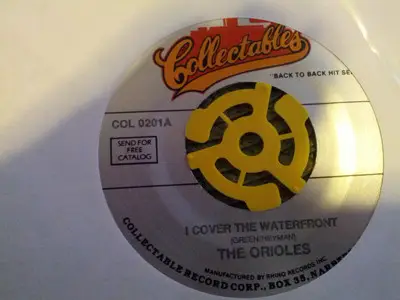 Collectables
"BACK TO BACK HIT SE
COL 0201A
SEND FOR
FREE
CATALOG
I COVER THE WATERFRONT
(GREEN/HEYMAN)
THE ORIOLES
MANUFACTURED BY RHINO RECORDS INC.
COLLECTABLE RECORD CORP., BOX 35, NARBER